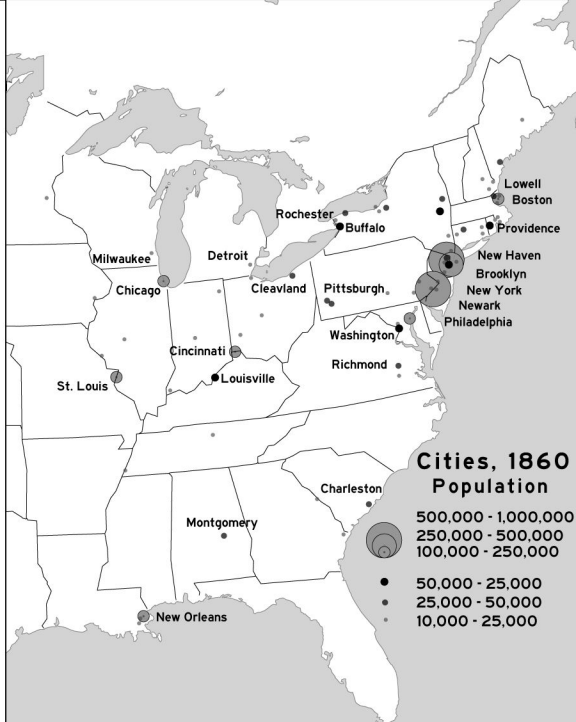 Lowell
Boston
Rochester
Buffalo
Providence
Milwaukee
Detroit
New Haven
Chicago
Cleavland
Pittsburgh
Brooklyn
New York
Newark
Philadelphia
Washington
Cincinnati
Richmond
St. Louis
Louisville
Charleston
Montgomery
New Orleans
Cities, 1860
Population
500,000 - 1,000,000
250,000 - 500,000
100,000 - 250,000
50,000 - 25,000
25,000 - 50,000
10,000 - 25,000